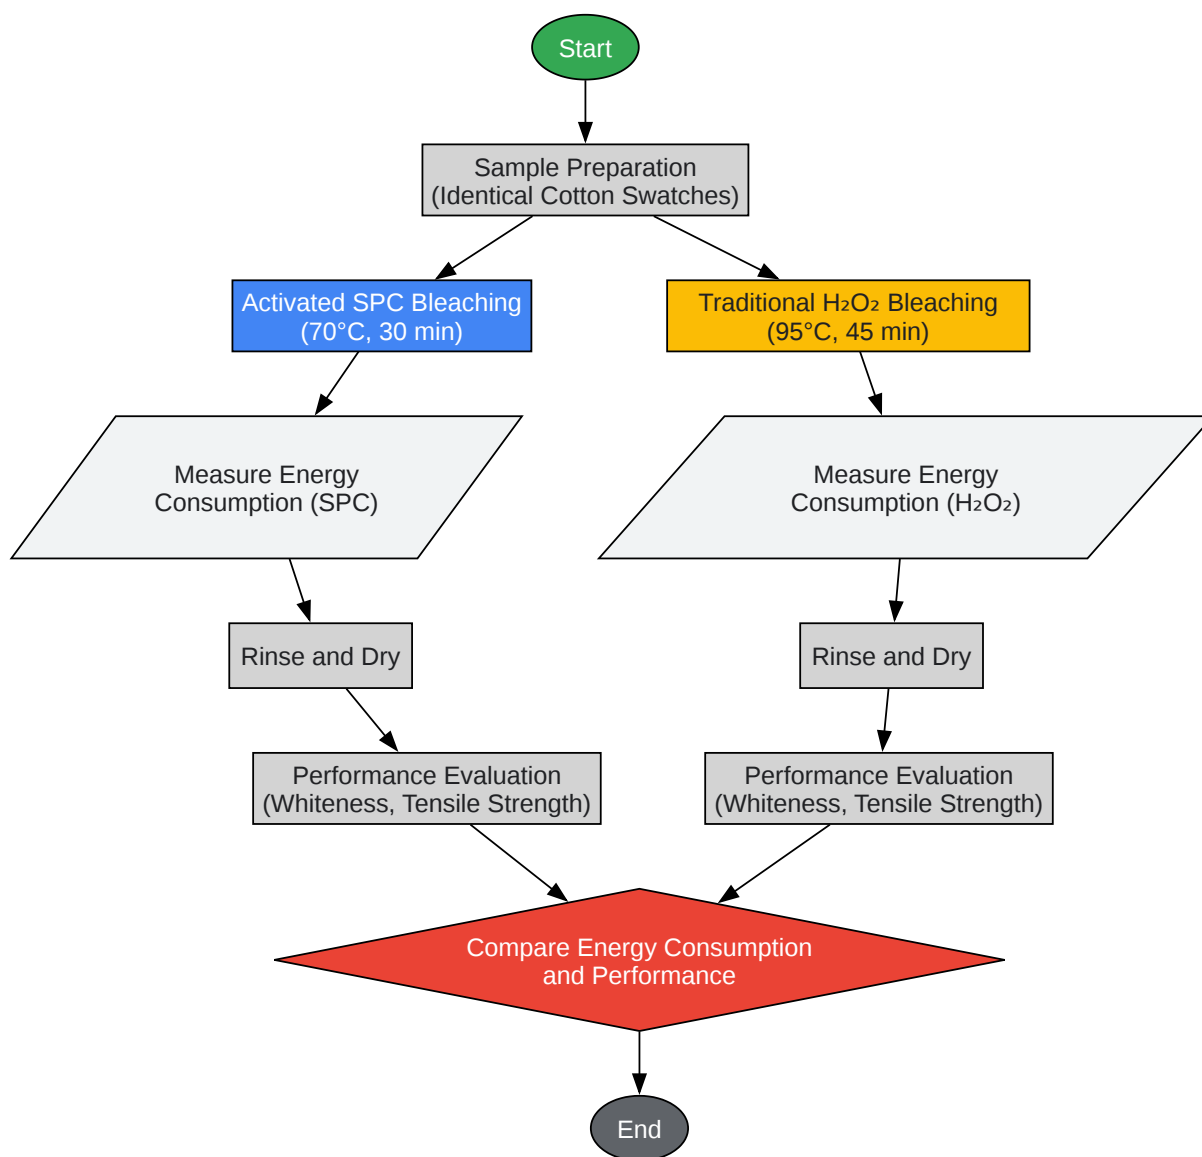 Start
Sample Preparation
(Identical Cotton Swatches)
Activated SPC Bleaching
(70°C, 30 min)
Traditional H₂O₂ Bleaching
(95°C, 45 min)
Measure Energy
Consumption (SPC)
Measure Energy
Consumption (H₂O₂)
Rinse and Dry
Rinse and Dry
Performance Evaluation
(Whiteness, Tensile Strength)
Performance Evaluation
(Whiteness, Tensile Strength)
Compare Energy Consumption
and Performance
End